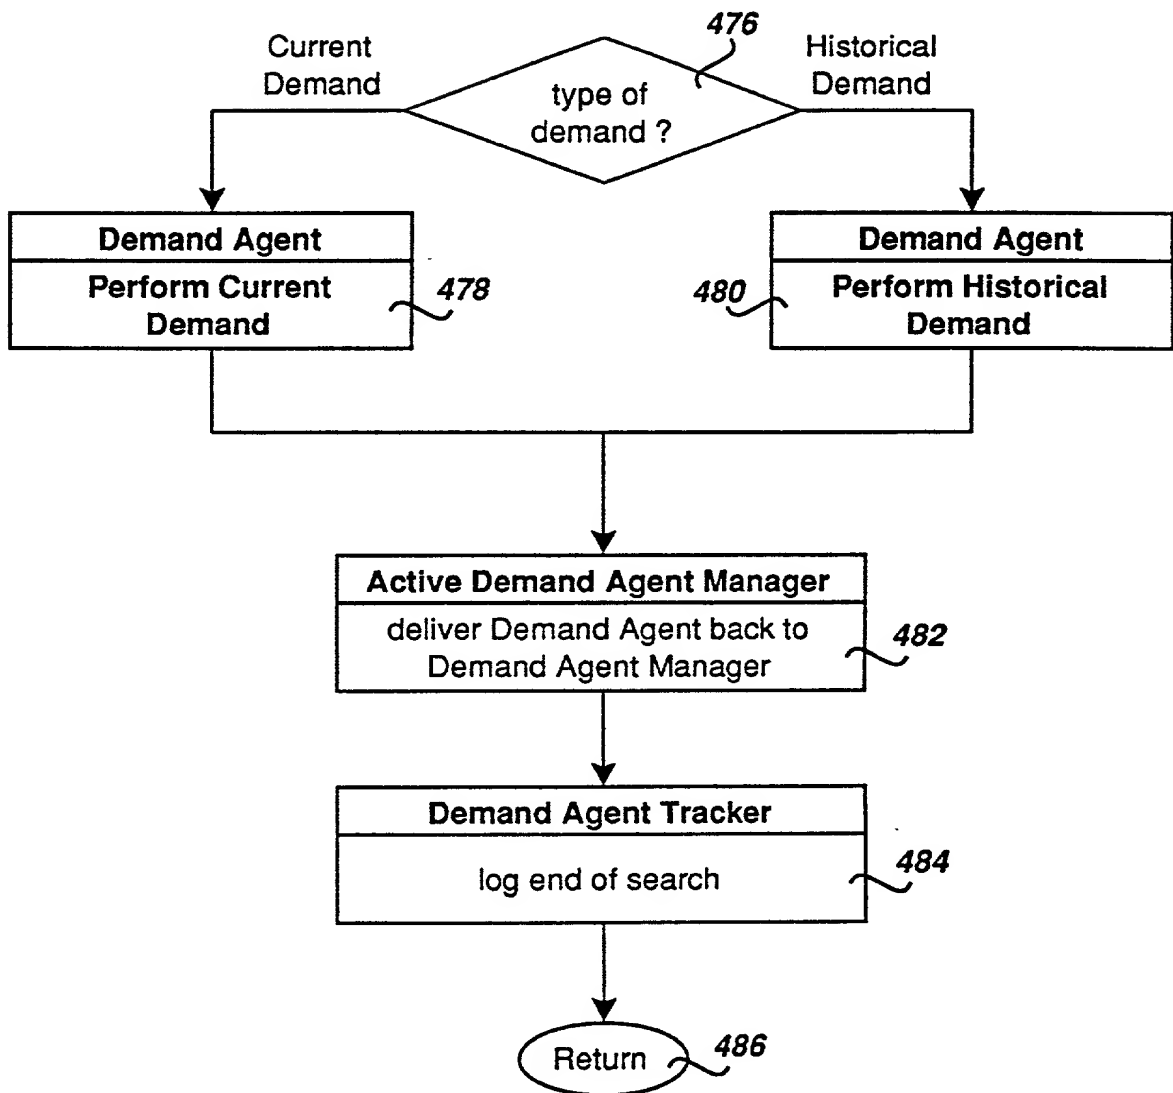 476
Current
Demand
Historical
Demand
type of
demand ?
Demand Agent
Perform Current
Demand
478
Demand Agent
Perform Historical
Demand
480
Active Demand Agent Manager
deliver Demand Agent back to
Demand Agent Manager
482
Demand Agent Tracker
log end of search
484
Return
486